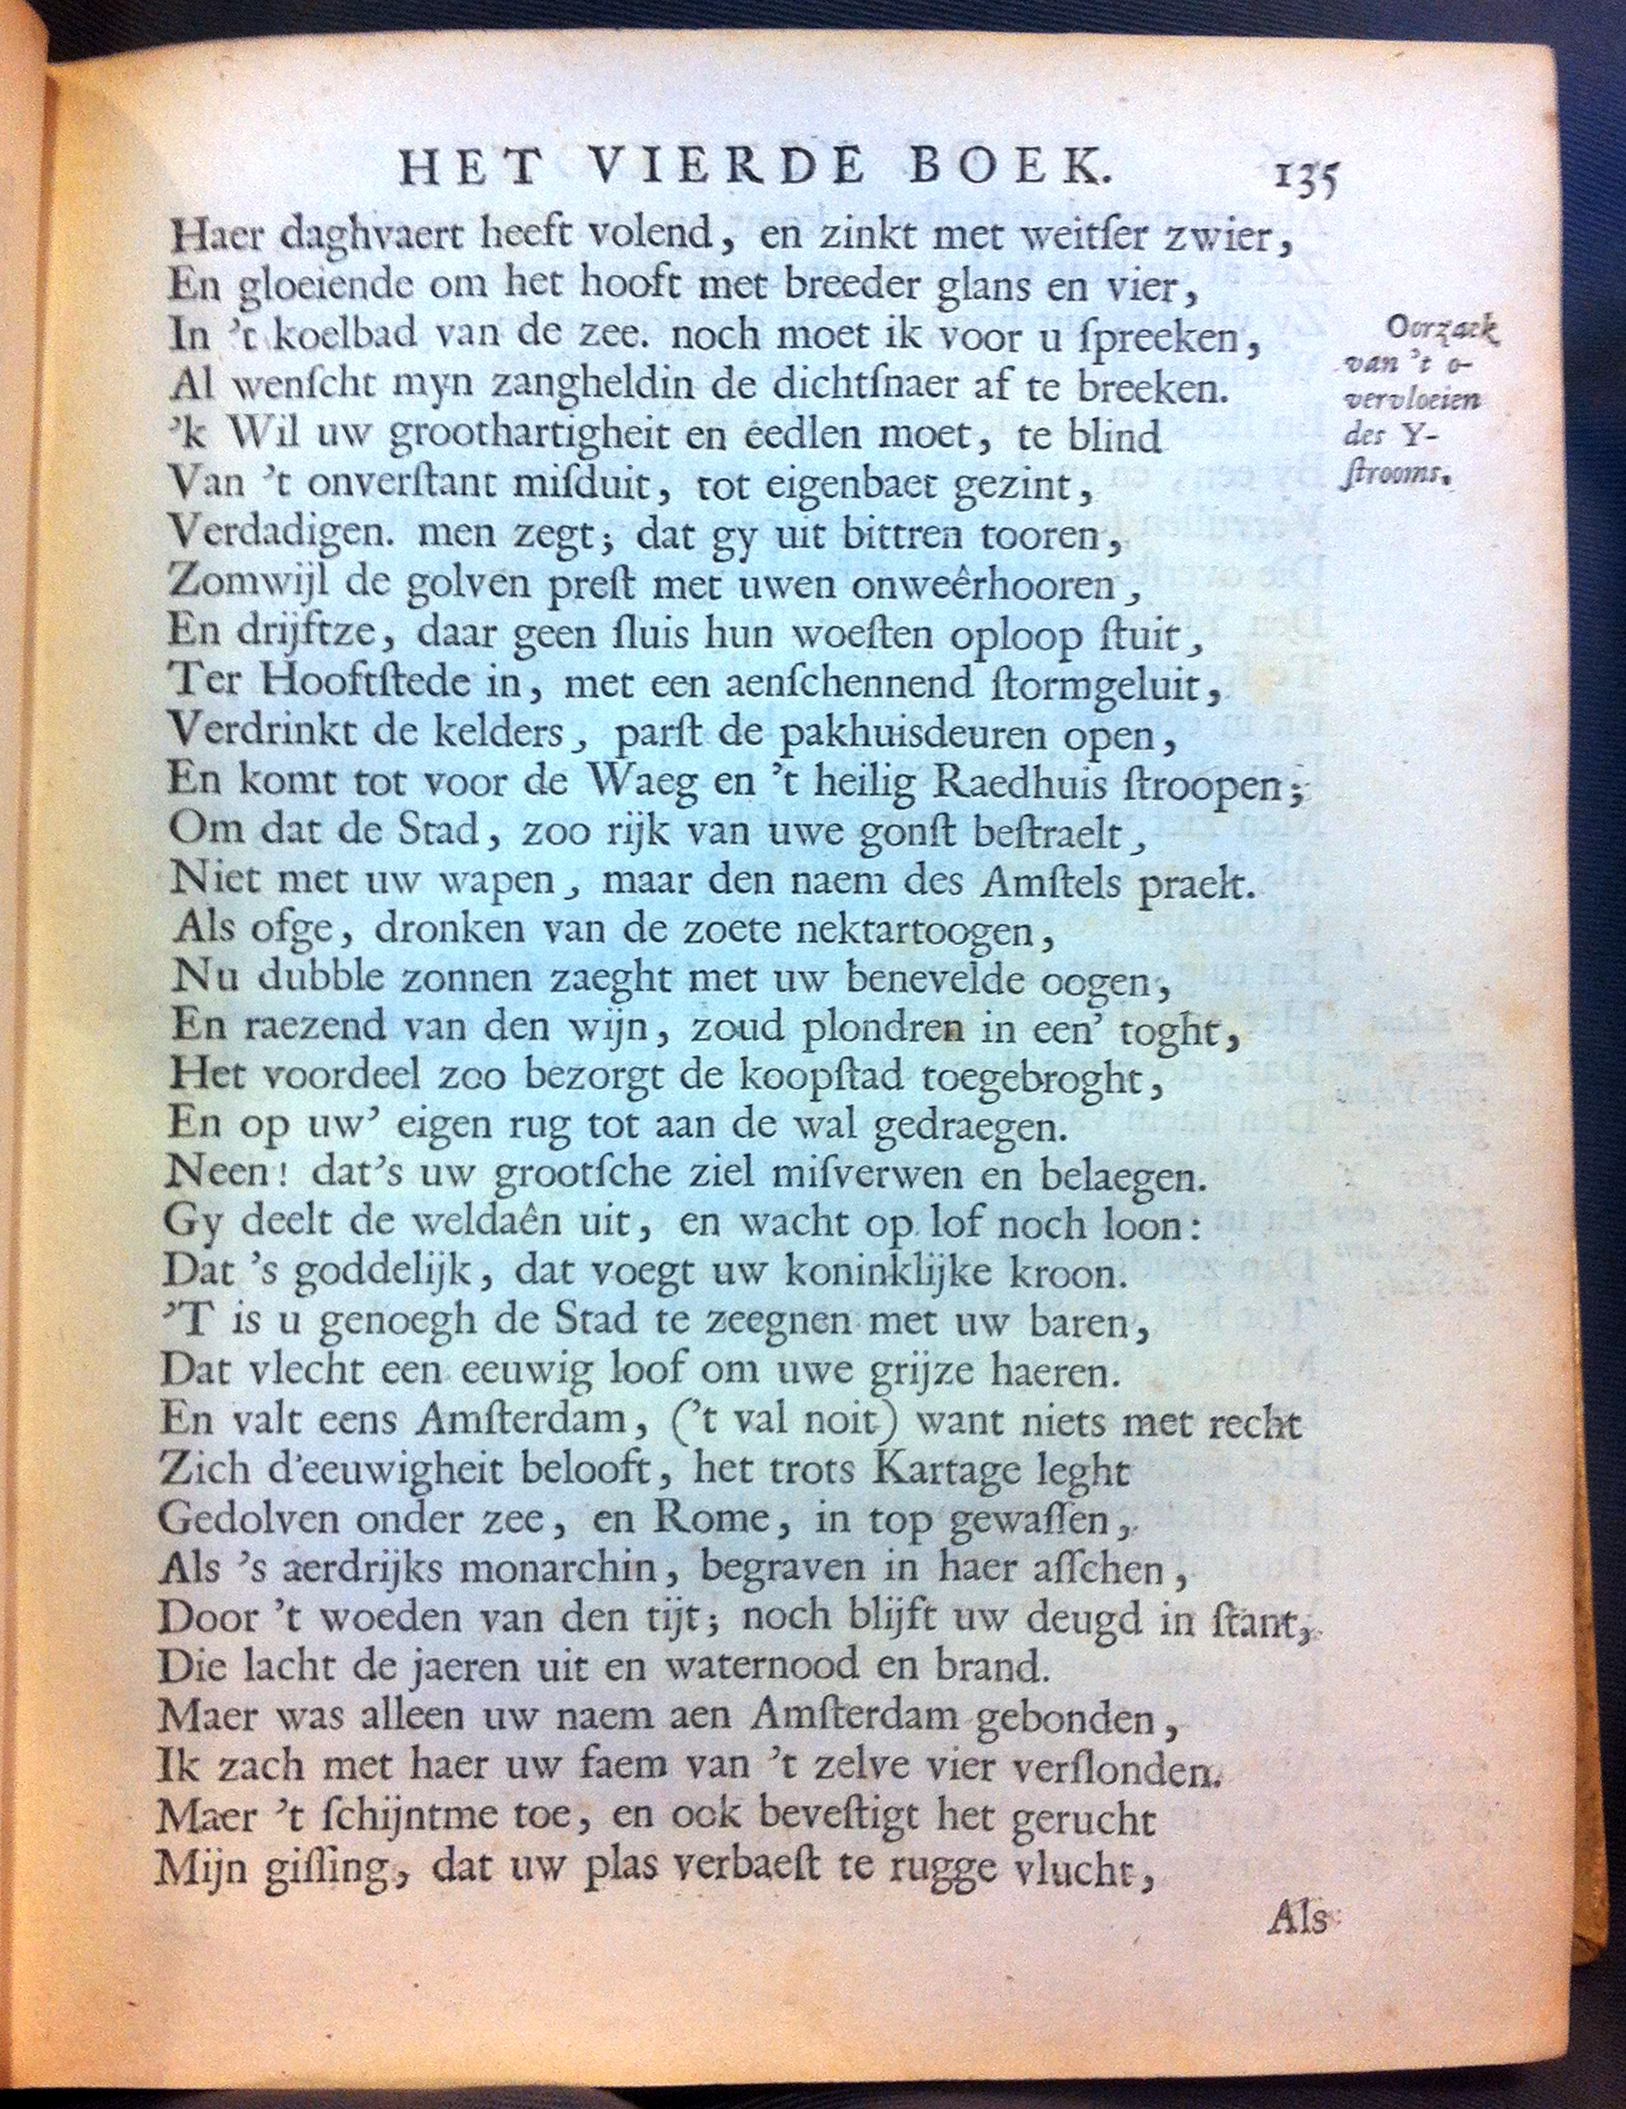 HET VIERDE BOEK. 135
Haer daghvaert heeft volend, en zinkt met weitſer zwier,
En gloeiende om het hooft met breeder glans en vier,
In 't koelbad van de zee. noch moet ik voor u ſpreeken,
Al wenſcht myn zangheldin de dichtſnaer af te breeken.
'k Wil uw groothartigheit en eedlen moet, te blind
Van 't onverſtant miſduit, tot eigenbaet gezint,
Verdadigen. men zegt; dat gy uit bittren tooren,
Zomwijl de golven preſt met uwen onweêrhooren,
En drijftze, daar geen ſluis hun woeſten oploop ſtuit,
Ter Hooftſtede in, met een aenſchennend ſtormgeluit,
Verdrinkt de kelders, parſt de pakhuisdeuren open,
En komt tot voor de Waeg en 't heilig Raedhuis ſtroopen;
Om dat de Stad, zoo rijk van uwe gonſt beſtraelt,
Niet met uw wapen, maar den naem des Amſtels praelt.
Als ofge, dronken van de zoete nektartoogen,
Nu dubble zonnen zaeght met uw benevelde oogen,
En raezend van den wijn, zoud plondren in een' toght,
Het voordeel zoo bezorgt de koopſtad toegebroght,
En op uw' eigen rug tot aan de wal gedraegen.
Neen! dat's uw grootſche ziel miſverwen en belaegen.
Gy deelt de weldaên uit, en wacht op lof noch loon:
Dat 's goddelijk, dat voegt uw koninklijke kroon.
'T is u genoegh de Stad te zeegnen met uw baren,
Dat vlecht een eeuwig loof om uwe grijze haeren.
En valt eens Amſterdam, ('t val noit) want niets met recht
Zich d'eeuwigheit belooft, het trots Kartage leght
Gedolven onder zee, en Rome, in top gewaſſen,
Als 's aerdrijks monarchin, begraven in haer aſſchen,
Door 't woeden van den tijt; noch blijft uw deugd in ſtant,
Die lacht de jaeren uit en waternood en brand.
Maer was alleen uw naem aen Amſterdam gebonden,
Ik zach met haer uw faem van 't zelve vier verſlonden.
Maer 't ſchijntme toe, en ook beveſtigt het gerucht
Mijn giſſing, dat uw plas verbaeſt te rugge vlucht,
Als
Oorzaek
van 't o-
vervloeien
des Y-
ſtrooms.